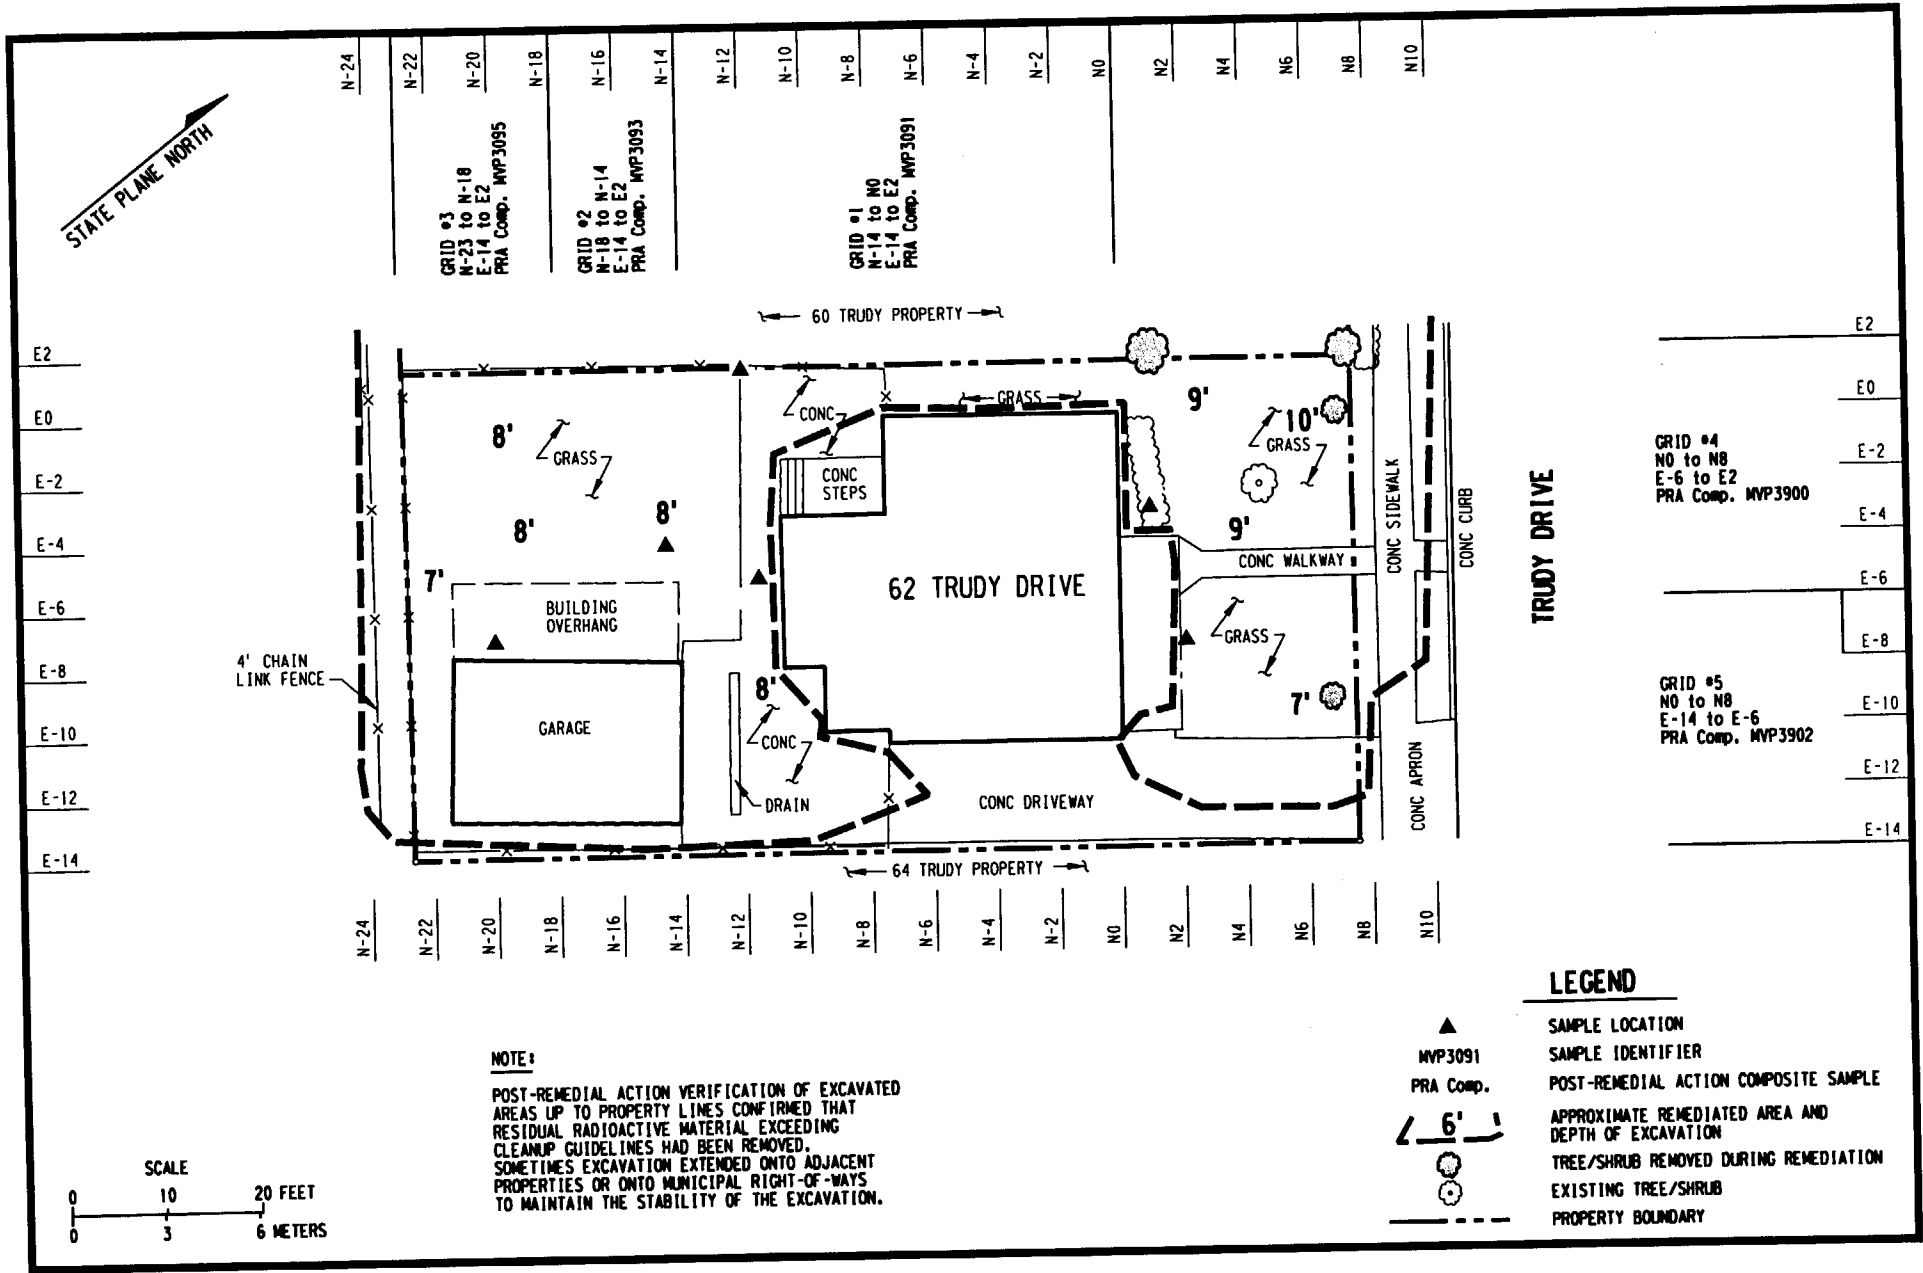 N-24
N-22
N-20
N-18
N-16
N-14
N-12
N-10
N-8
N-6
N-4
N-2
N0
N2
N4
N6
N8
N10
STATE PLANE NORTH
GRID #3
N-23 to N-18
E-14 to E2
PRA Comp. MVP3095
GRID #2
N-18 to N-14
E-14 to E2
PRA Comp. MVP3093
GRID #1
N-14 to N0
E-14 to E2
PRA Comp. MVP3091
60 TRUDY PROPERTY
E2
E0
E-2
E-4
E-6
E-8
E-10
E-12
E-14
8'
GRASS
8'
8'
7'
BUILDING
OVERHANG
4' CHAIN
LINK FENCE
GARAGE
CONC
CONC
STEPS
GRASS
62 TRUDY DRIVE
8'
CONC
DRAIN
CONC DRIVEWAY
9'
10'
GRASS
9'
CONC WALKWAY
GRASS
7'
CONC SIDEWALK
CONC CURB
CONC APRON
TRUDY DRIVE
64 TRUDY PROPERTY
E2
E0
E-2
E-4
E-6
E-8
E-10
E-12
E-14
GRID #4
N0 to N8
E-6 to E2
PRA Comp. MVP3900
GRID #5
N0 to N8
E-14 to E-6
PRA Comp. MVP3902
N-24
N-22
N-20
N-18
N-16
N-14
N-12
N-10
N-8
N-6
N-4
N-2
N0
N2
N4
N6
N8
N10
NOTE:
POST-REMEDIAL ACTION VERIFICATION OF EXCAVATED
AREAS UP TO PROPERTY LINES CONFIRMED THAT
RESIDUAL RADIOACTIVE MATERIAL EXCEEDING
CLEANUP GUIDELINES HAD BEEN REMOVED.
SOMETIMES EXCAVATION EXTENDED ONTO ADJACENT
PROPERTIES OR ONTO MUNICIPAL RIGHT-OF-WAYS
TO MAINTAIN THE STABILITY OF THE EXCAVATION.
SCALE
0 10 20 FEET
0 3 6 METERS
LEGEND
SAMPLE LOCATION
MVP3091 SAMPLE IDENTIFIER
PRA Comp. POST-REMEDIAL ACTION COMPOSITE SAMPLE
6' APPROXIMATE REMEDIATED AREA AND
DEPTH OF EXCAVATION
TREE/SHRUB REMOVED DURING REMEDIATION
EXISTING TREE/SHRUB
PROPERTY BOUNDARY